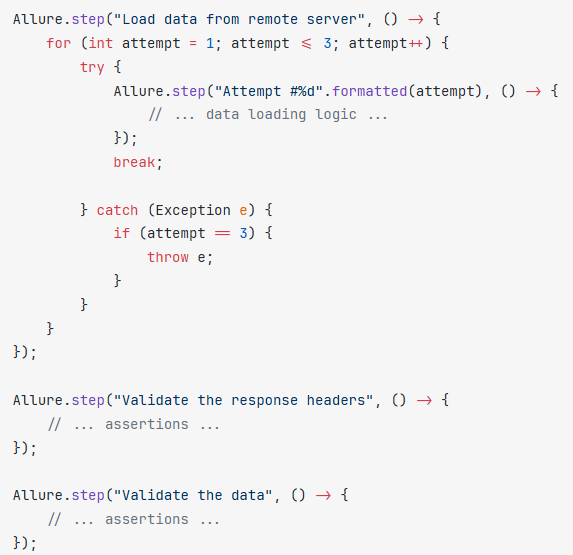 Allure.step("Load data from remote server", () -> {
    for (int attempt = 1; attempt <= 3; attempt++) {
        try {
            Allure.step("Attempt #%d".formatted(attempt), () -> {
                // ... data loading logic ...
            });
            break;

        } catch (Exception e) {
            if (attempt == 3) {
                throw e;
            }
        }
    }
});

Allure.step("Validate the response headers", () -> {
    // ... assertions ...
});

Allure.step("Validate the data", () -> {
    // ... assertions ...
});